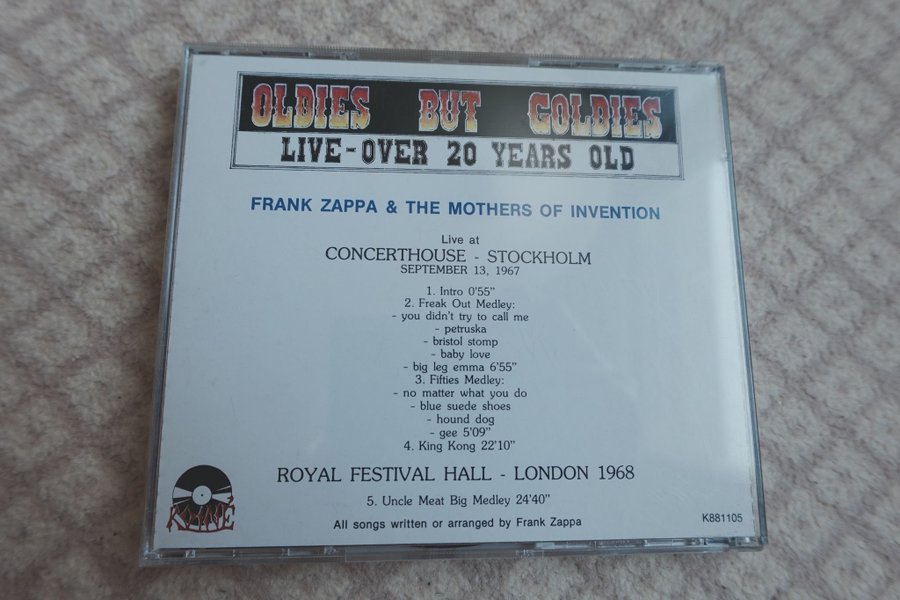 OLDIES BUT GOLDIES
LIVE-OVER 20 YEARS OLD
FRANK ZAPPA & THE MOTHERS OF INVENTION
Live at
CONCERTHOUSE - STOCKHOLM
SEPTEMBER 13, 1967
1. Intro 0'55"
2. Freak Out Medley:
- you didn't try to call me
- petruska
- bristol stomp
- baby love
- big leg emma 6'55"
3. Fifties Medley:
- no matter what you do
- blue suede shoes
- hound dog
- gee 5'09"
4. King Kong 22'10"
ROYAL FESTIVAL HALL - LONDON 1968
5. Uncle Meat Big Medley 24'40"
All songs written or arranged by Frank Zappa
K881105